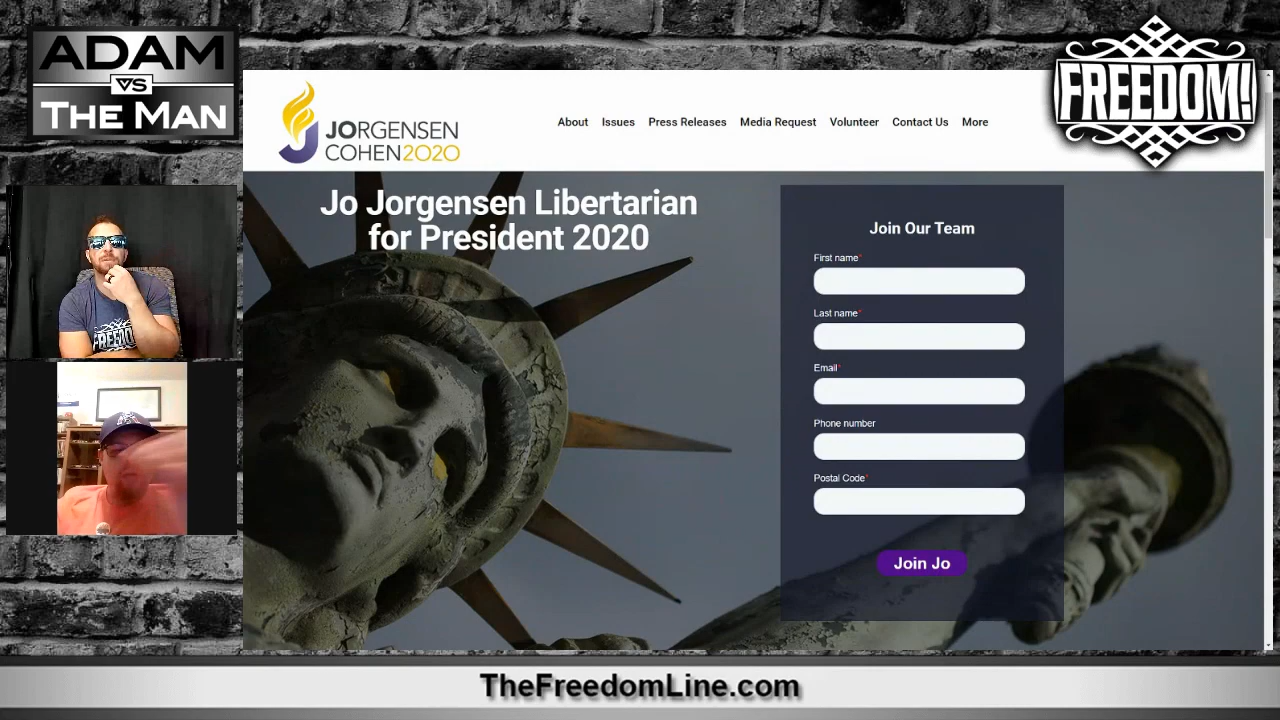 ADAM
VS
THE MAN
FREEDOM!
JORGENSEN
COHEN2020
About Issues Press Releases Media Request Volunteer Contact Us More
Jo Jorgensen Libertarian
for President 2020
Join Our Team
First name*
Last name*
Email*
Phone number
Postal Code*
Join Jo
FREEDOM!
TheFreedomLine.com